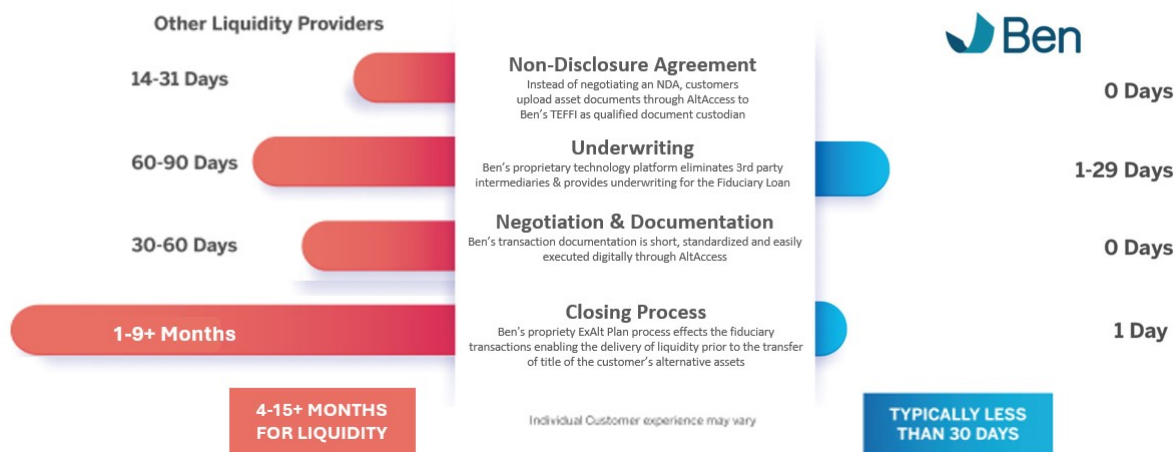 Other Liquidity Providers
Ben
14-31 Days
Non-Disclosure Agreement
Instead of negotiating an NDA, customers
upload asset documents through AltAccess to
Ben's TEFFI as qualified document custodian
0 Days
60-90 Days
Underwriting
Ben's proprietary technology platform eliminates 3rd party
intermediaries & provides underwriting for the Fiduciary Loan
1-29 Days
30-60 Days
Negotiation & Documentation
Ben's transaction documentation is short, standardized and easily
executed digitally through AltAccess
0 Days
1-9+ Months
Closing Process
Ben's propriety ExAlt Plan process effects the fiduciary
transactions enabling the delivery of liquidity prior to the transfer
of title of the customer's alternative assets
1 Day
4-15+ MONTHS
FOR LIQUIDITY
Individual Customer experience may vary
TYPICALLY LESS
THAN 30 DAYS